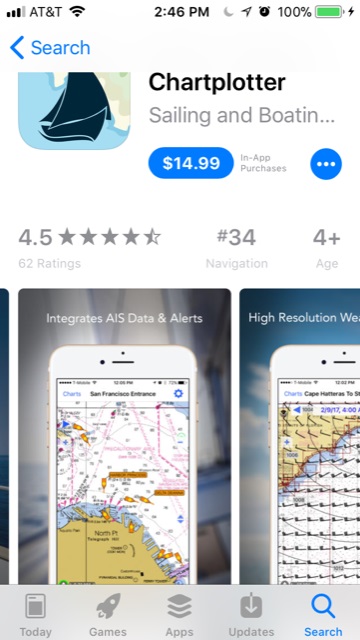 AT&T 2:46 PM 100%
Search
Chartplotter
Sailing and Boatin...
$14.99
In-App
Purchases
4.5
#34
4+
62 Ratings
Navigation
Age
Integrates AIS Data & Alerts
T-Mobile 12:05 PM 72%
Charts San Francisco Entrance
North Pt
High Resolution Wea
T-Mobile 12:02 PM
Charts Cape Hatteras To St
2/9/17, 4:00
1004
1008
1016
Today
Games
Apps
Updates
Search